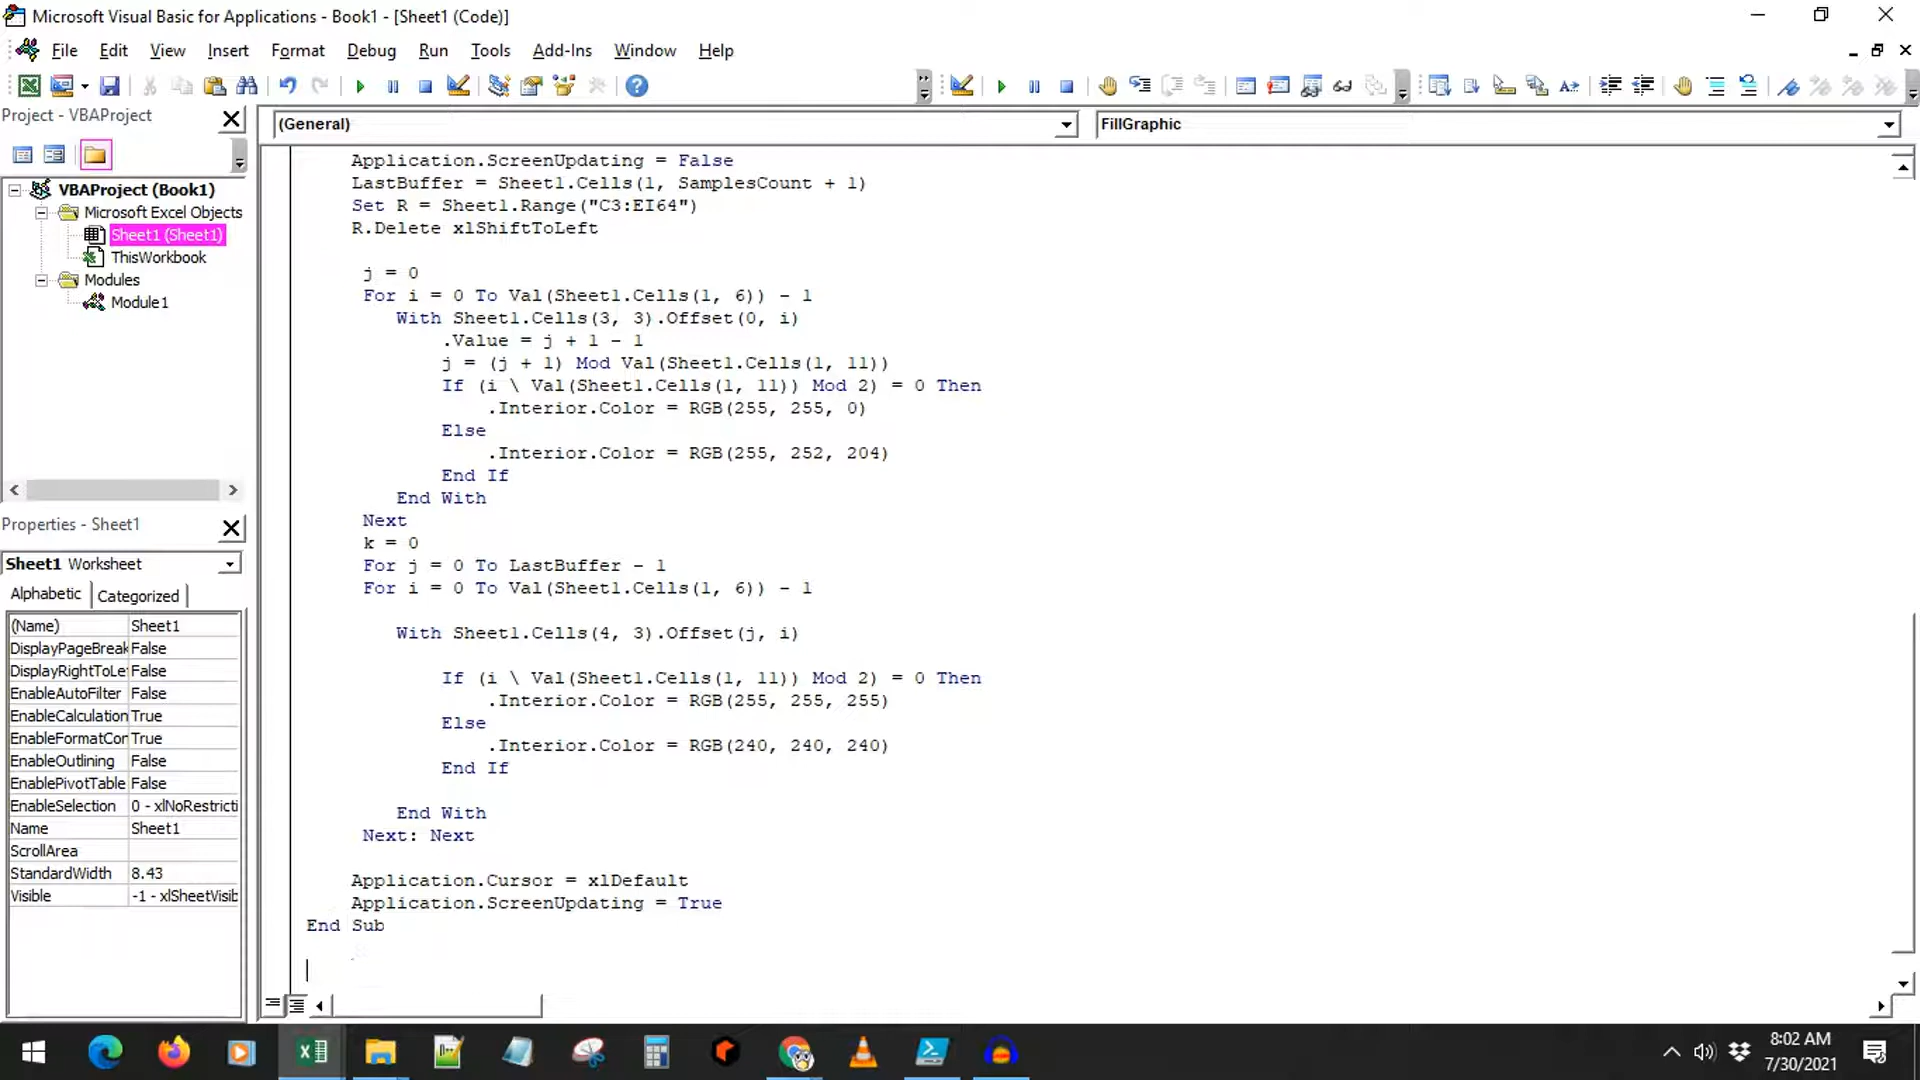 Microsoft Visual Basic for Applications - Book1 - [Sheet1 (Code)]
File Edit View Insert Format Debug Run Tools Add-Ins Window Help
Project - VBAProject
(General)
FillGraphic
VBAProject (Book1)
Microsoft Excel Objects
Sheet1 (Sheet1)
ThisWorkbook
Modules
Module1
Properties - Sheet1
Sheet1 Worksheet
Alphabetic Categorized
(Name) Sheet1
DisplayPageBreak False
DisplayRightToLe False
EnableAutoFilter False
EnableCalculation True
EnableFormatCor True
EnableOutlining False
EnablePivotTable False
EnableSelection 0 - xlNoRestricti
Name Sheet1
ScrollArea
StandardWidth 8.43
Visible -1 - xlSheetVisib
Application.ScreenUpdating = False
LastBuffer = Sheet1.Cells(1, SamplesCount + 1)
Set R = Sheet1.Range("C3:EI64")
R.Delete xlShiftToLeft
j = 0
For i = 0 To Val(Sheet1.Cells(1, 6)) - 1
With Sheet1.Cells(3, 3).Offset(0, i)
.Value = j + 1 - 1
j = (j + 1) Mod Val(Sheet1.Cells(1, 11))
If (i \ Val(Sheet1.Cells(1, 11)) Mod 2) = 0 Then
.Interior.Color = RGB(255, 255, 0)
Else
.Interior.Color = RGB(255, 252, 204)
End If
End With
Next
k = 0
For j = 0 To LastBuffer - 1
For i = 0 To Val(Sheet1.Cells(1, 6)) - 1
With Sheet1.Cells(4, 3).Offset(j, i)
If (i \ Val(Sheet1.Cells(1, 11)) Mod 2) = 0 Then
.Interior.Color = RGB(255, 255, 255)
Else
.Interior.Color = RGB(240, 240, 240)
End If
End With
Next: Next
Application.Cursor = xlDefault
Application.ScreenUpdating = True
End Sub
8:02 AM
7/30/2021